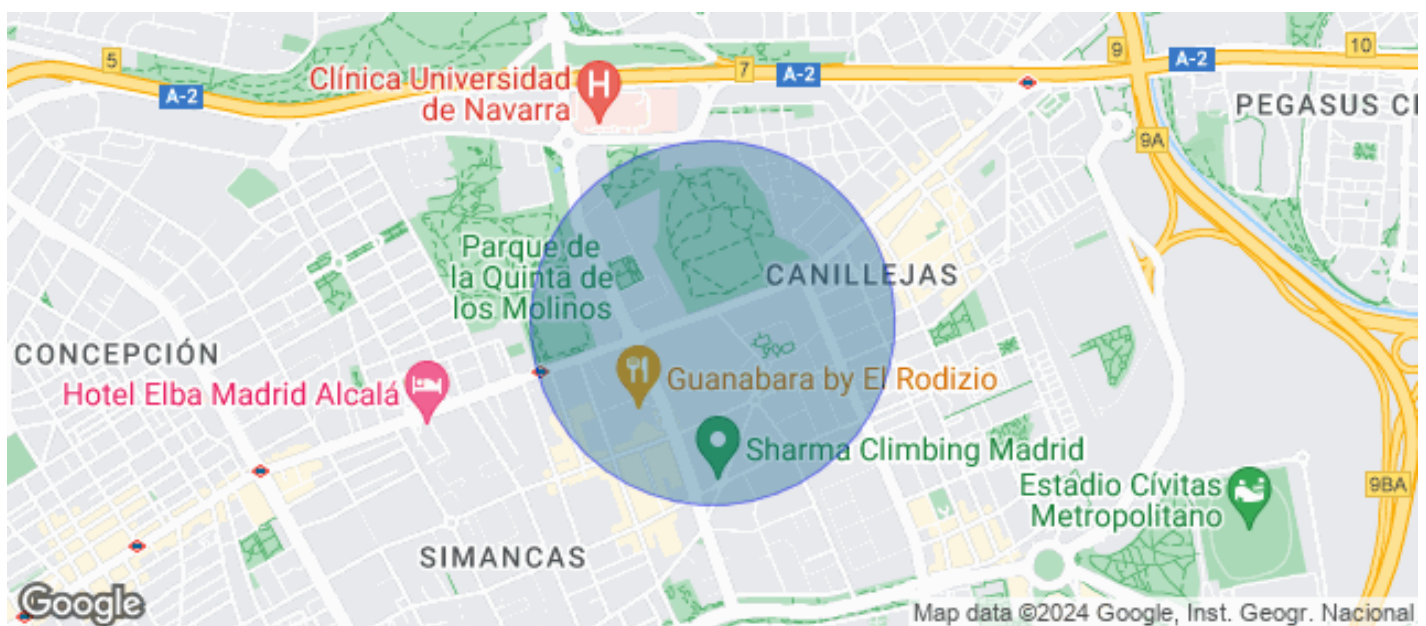 5
A-2
Clínica Universidad
de Navarra
7
A-2
9
A-2
10
PEGASUS CI
9A
Parque de
la Quinta de
los Molinos
CANILLEJAS
CONCEPCIÓN
Hotel Elba Madrid Alcalá
Guanabara by El Rodizio
Sharma Climbing Madrid
Estádio Cívitas
Metropolitano
9BA
SIMANCAS
Google
Map data ©2024 Google, Inst. Geogr. Nacional